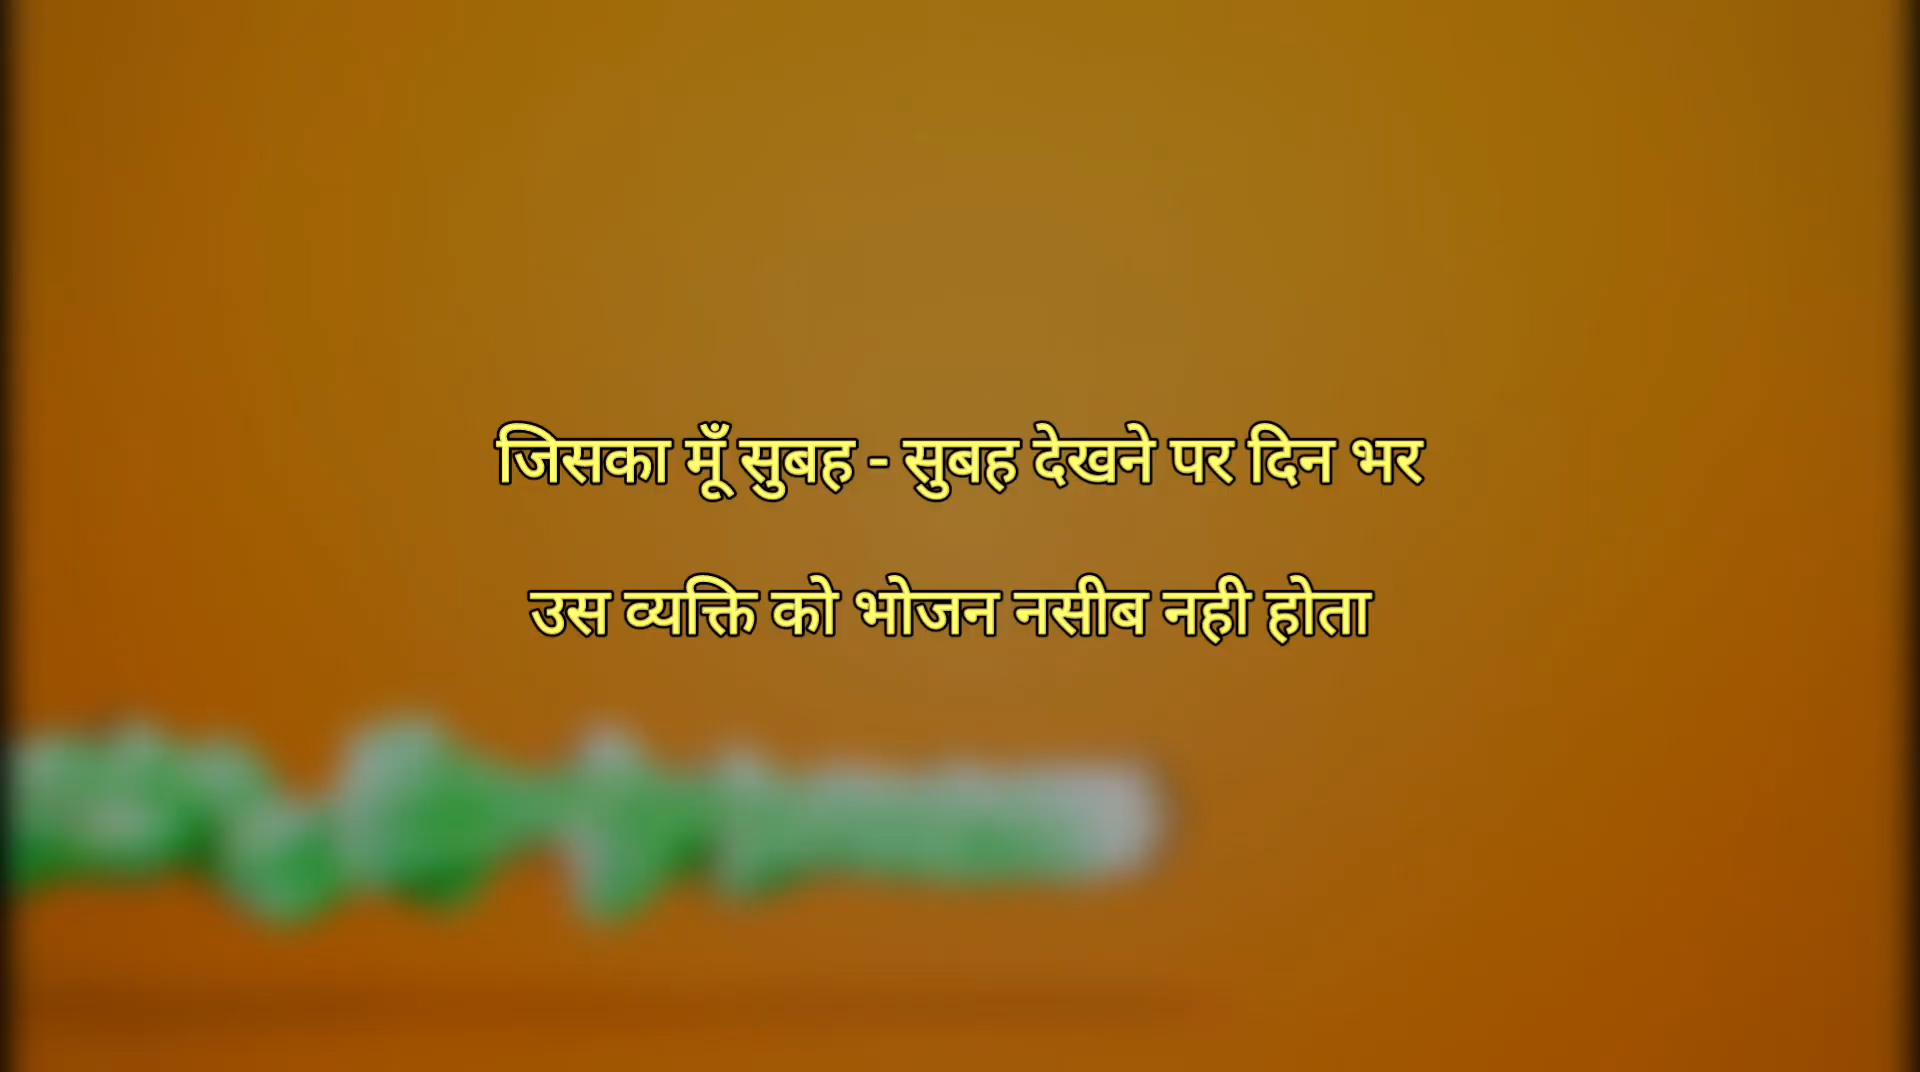 जिसका मूँ सुबह - सुबह देखने पर दिन भर
उस व्यक्ति को भोजन नसीब नही होता